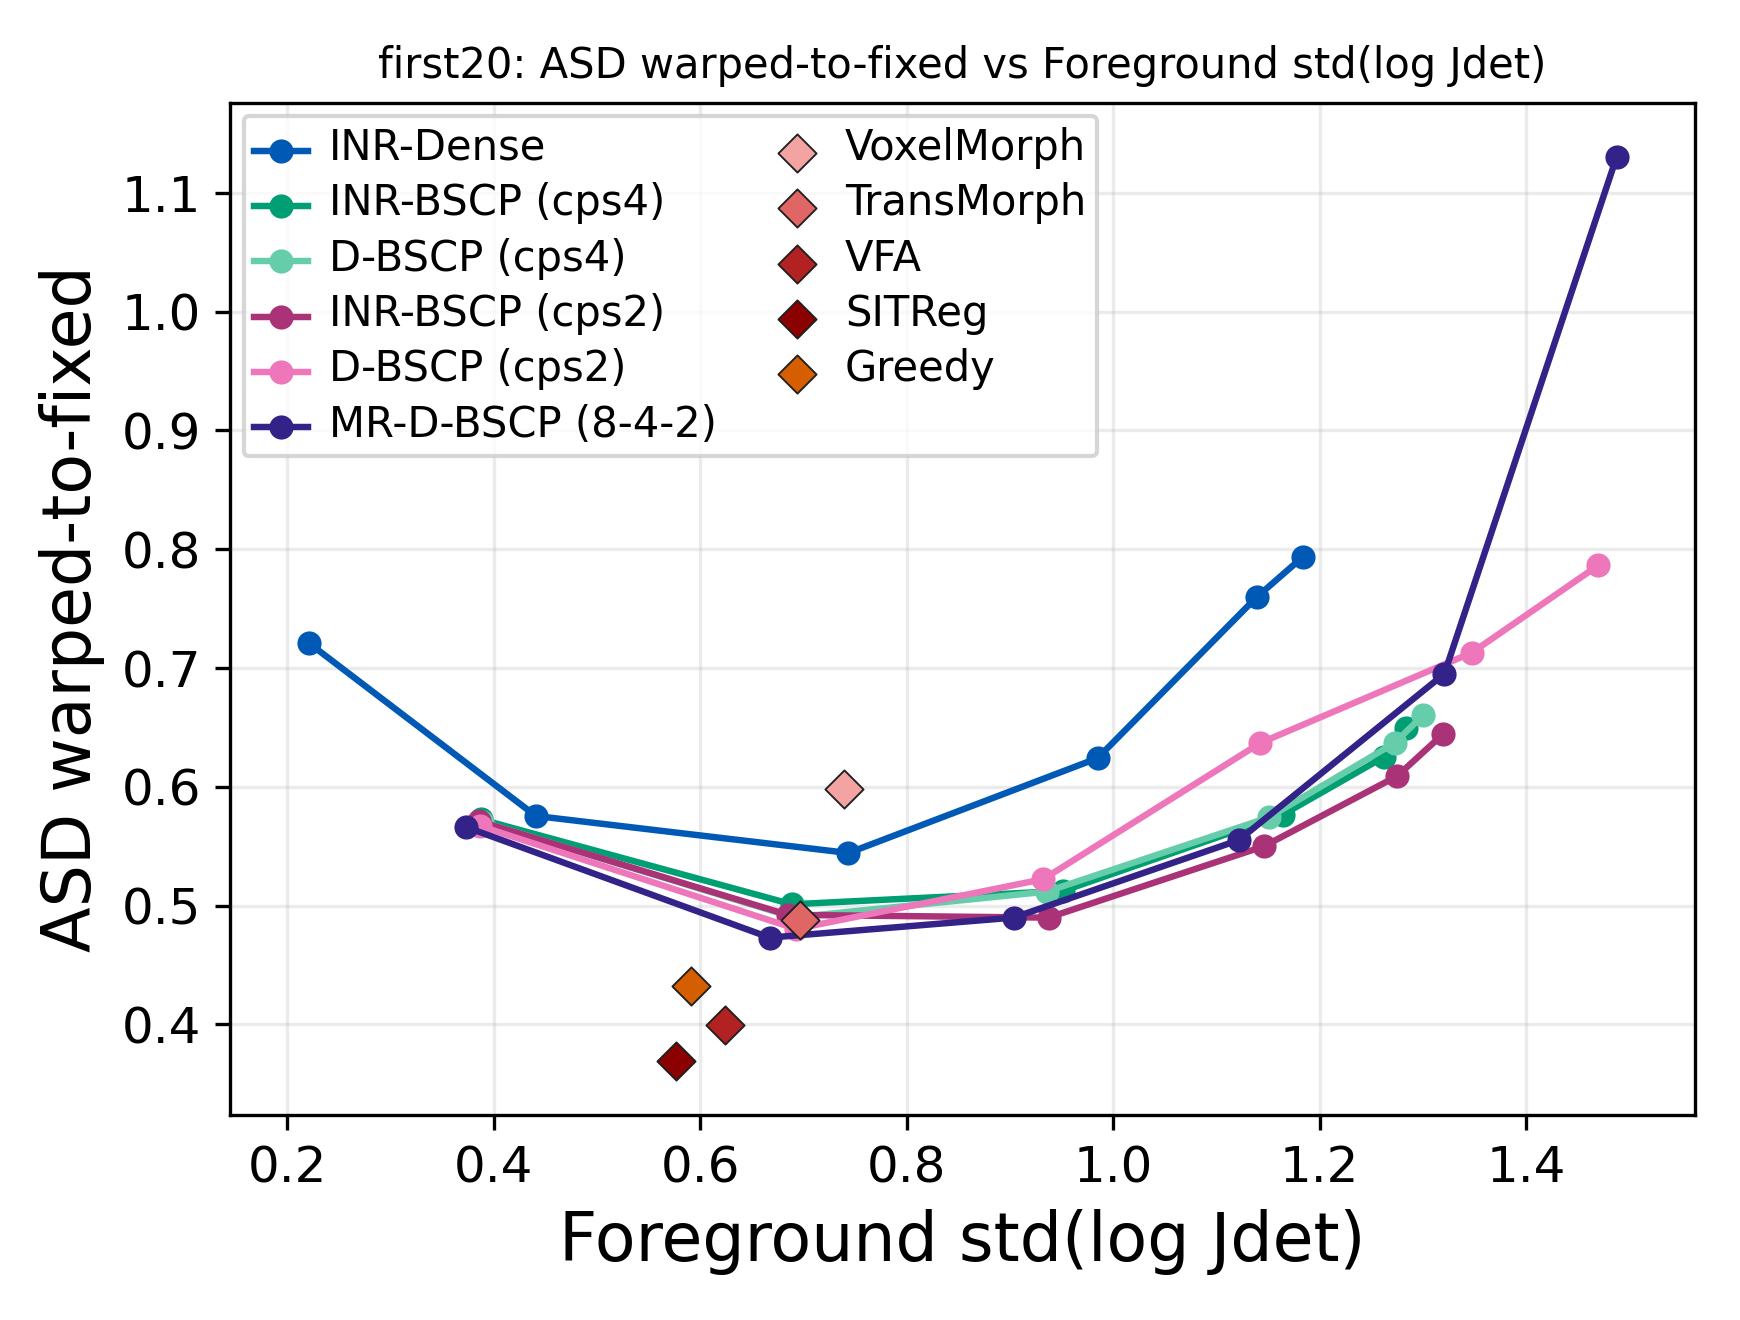 first20: ASD warped-to-fixed vs Foreground std(log Jdet)
INR-Dense
INR-BSCP (cps4)
D-BSCP (cps4)
INR-BSCP (cps2)
D-BSCP (cps2)
MR-D-BSCP (8-4-2)
VoxelMorph
TransMorph
VFA
SITReg
Greedy
ASD warped-to-fixed
1.1
1.0
0.9
0.8
0.7
0.6
0.5
0.4
0.2 0.4 0.6 0.8 1.0 1.2 1.4
Foreground std(log Jdet)